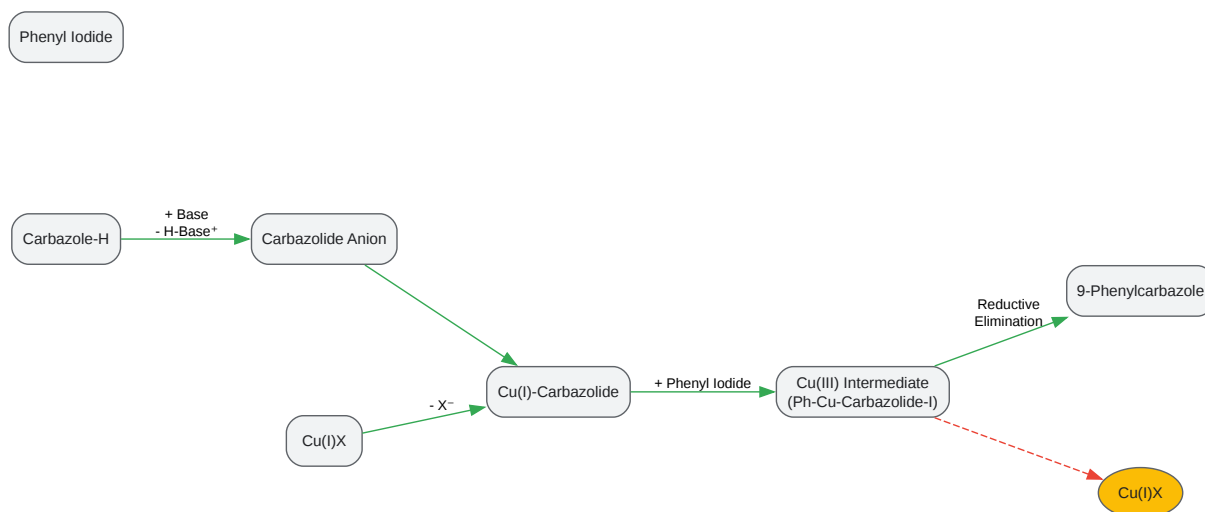 Phenyl Iodide
Carbazole-H
+ Base
- H-Base⁺
Carbazolide Anion
Cu(I)X
- X⁻
Cu(I)-Carbazolide
+ Phenyl Iodide
Cu(III) Intermediate
(Ph-Cu-Carbazolide-I)
Reductive
Elimination
9-Phenylcarbazole
Cu(I)X